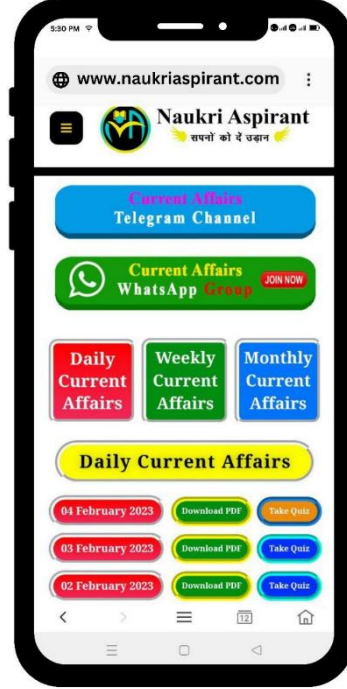 5:30 PM
www.naukriaspirant.com
Naukri Aspirant
सपनों को दें उड़ान
Current Affairs
Telegram Channel
Current Affairs
WhatsApp Group
JOIN NOW
Daily
Current
Affairs
Weekly
Current
Affairs
Monthly
Current
Affairs
Daily Current Affairs
04 February 2023 Download PDF Take Quiz
03 February 2023 Download PDF Take Quiz
02 February 2023 Download PDF Take Quiz
12